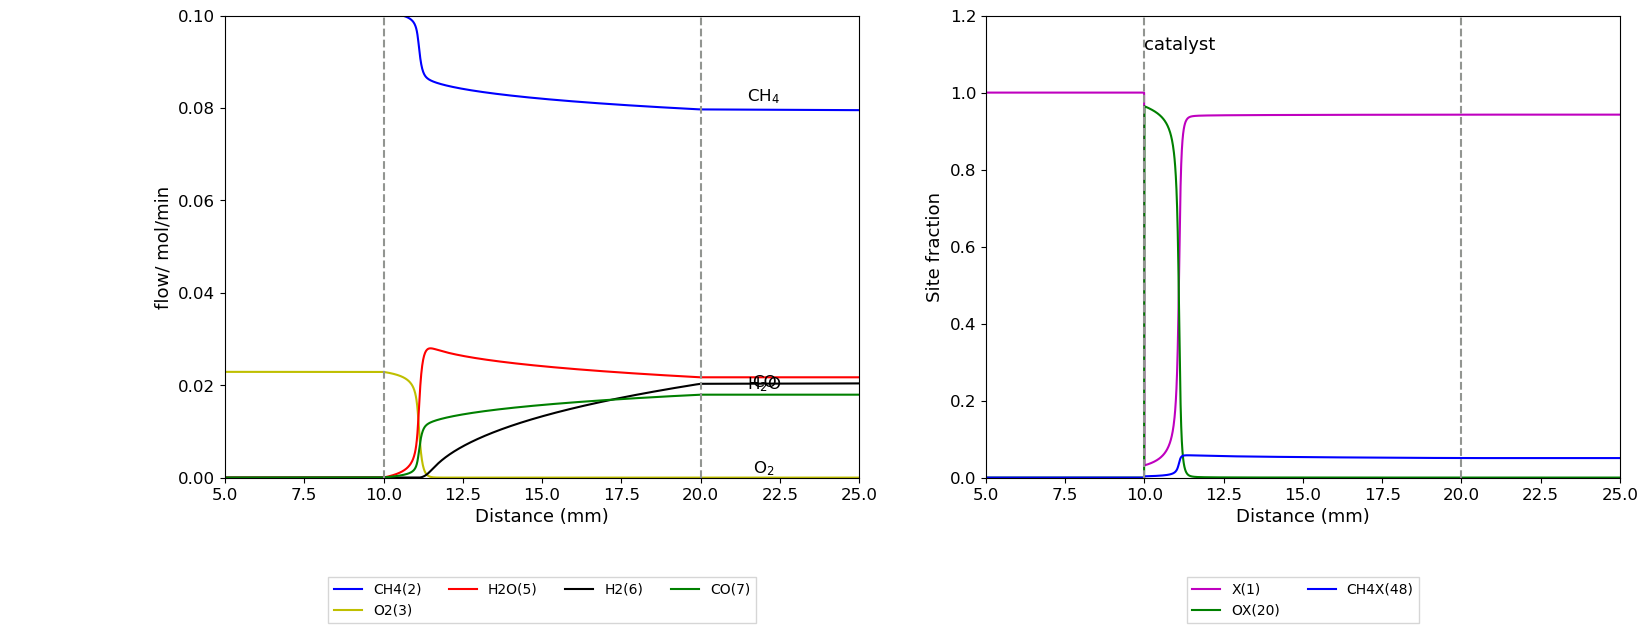 0.10
0.08
0.06
0.04
0.02
0.00
flow/ mol/min
CH4
CO
H2O
O2
5.0 7.5 10.0 12.5 15.0 17.5 20.0 22.5 25.0
Distance (mm)
CH4(2) H2O(5) H2(6) CO(7)
O2(3)
1.2
1.0
0.8
0.6
0.4
0.2
0.0
Site fraction
catalyst
5.0 7.5 10.0 12.5 15.0 17.5 20.0 22.5 25.0
Distance (mm)
X(1) CH4X(48)
OX(20)